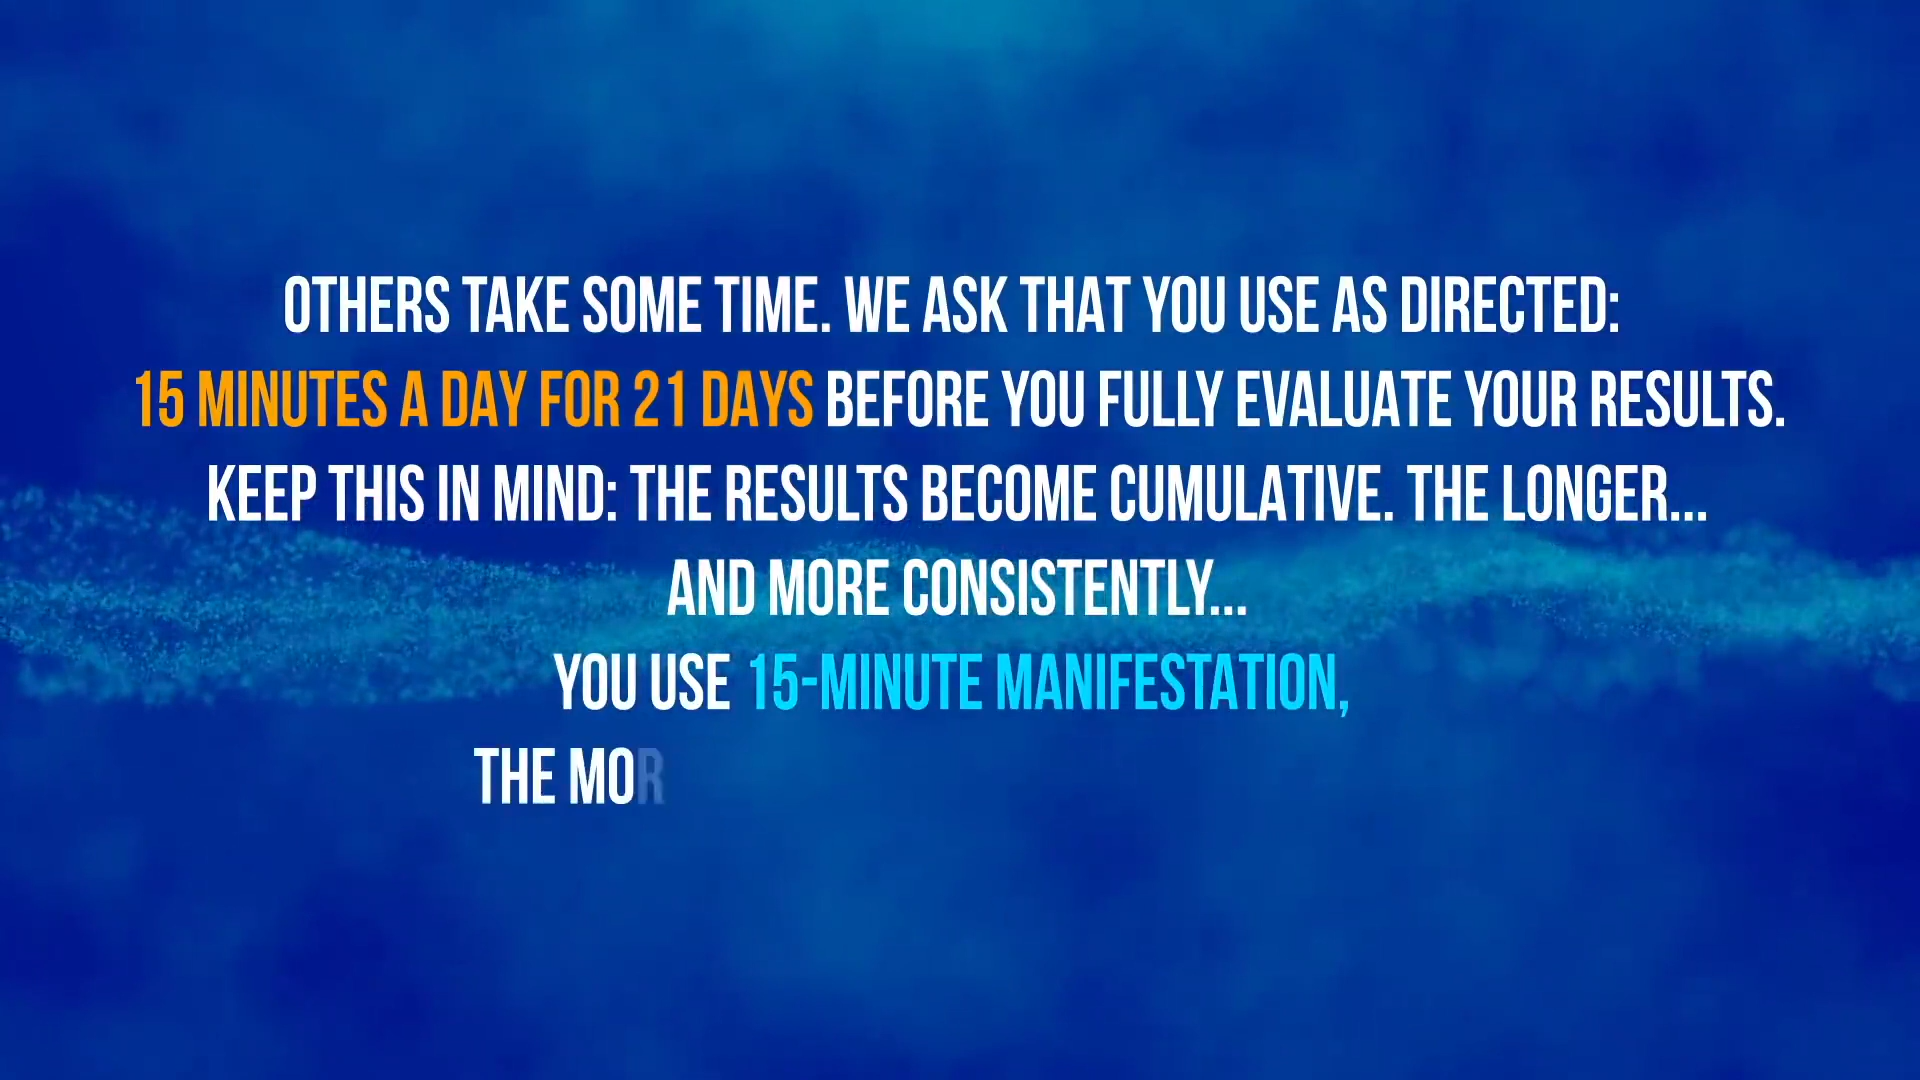 OTHERS TAKE SOME TIME. WE ASK THAT YOU USE AS DIRECTED:
15 MINUTES A DAY FOR 21 DAYS BEFORE YOU FULLY EVALUATE YOUR RESULTS.
KEEP THIS IN MIND: THE RESULTS BECOME CUMULATIVE. THE LONGER...
AND MORE CONSISTENTLY...
YOU USE 15-MINUTE MANIFESTATION,
THE MOR